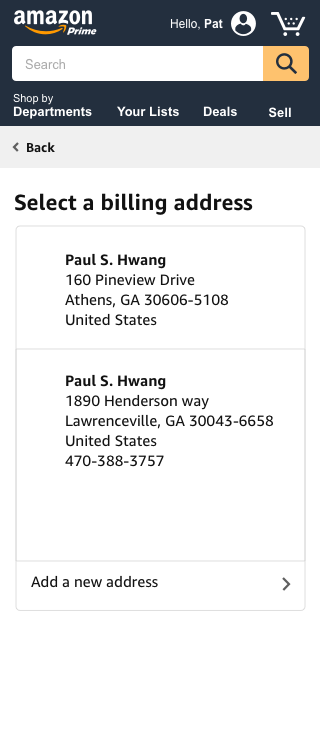 amazon
Prime
Hello, Pat
Search
Shop by
Departments
Your Lists
Deals
Sell
Back
Select a billing address
Paul S. Hwang
160 Pineview Drive
Athens, GA 30606-5108
United States
Paul S. Hwang
1890 Henderson way
Lawrenceville, GA 30043-6658
United States
470-388-3757
Add a new address